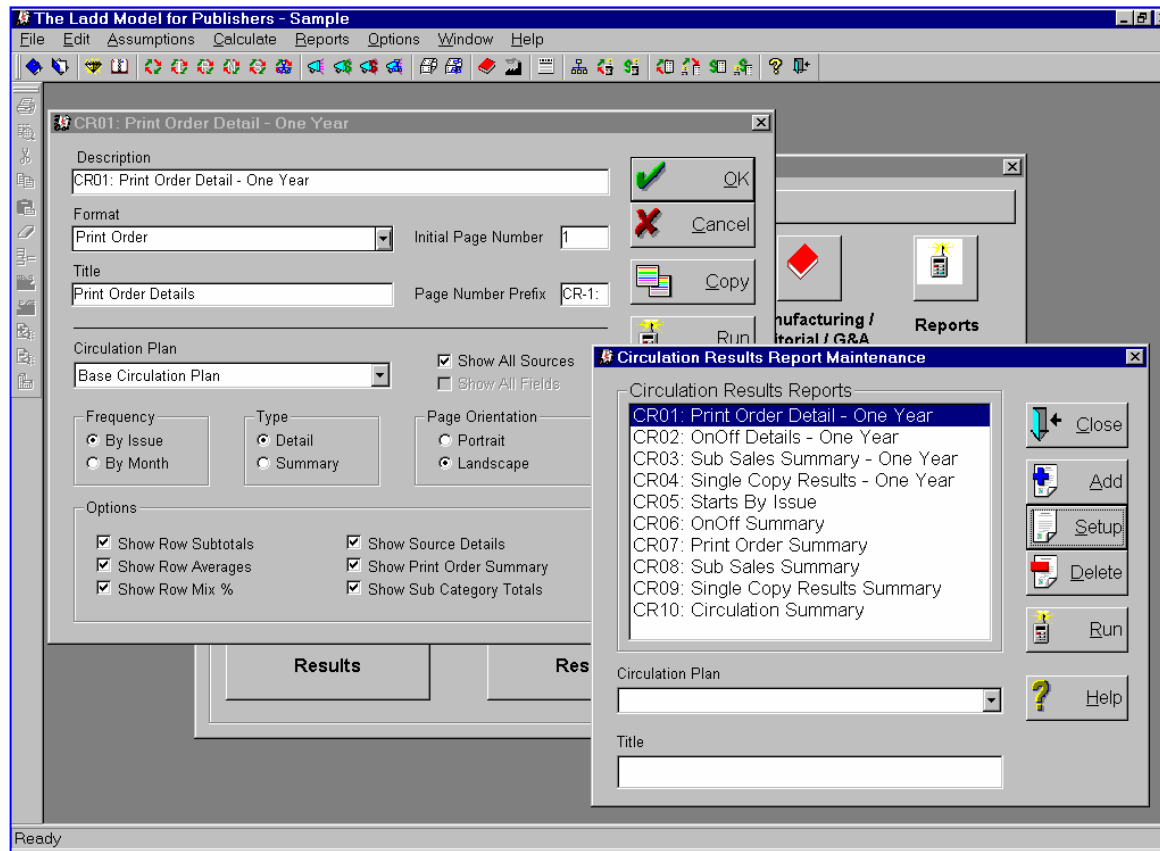 The Ladd Model for Publishers - Sample
File Edit Assumptions Calculate Reports Options Window Help
CR01: Print Order Detail - One Year
Description
CR01: Print Order Detail - One Year
Format
Print Order
Initial Page Number 1
Title
Print Order Details
Page Number Prefix CR-1:
Circulation Plan
Base Circulation Plan
Show All Sources
Show All Fields
Frequency
By Issue
By Month
Type
Detail
Summary
Page Orientation
Portrait
Landscape
Options
Show Row Subtotals
Show Row Averages
Show Row Mix %
Show Source Details
Show Print Order Summary
Show Sub Category Totals
OK
Cancel
Copy
Run
nufacturing /
itorial / G&A
Reports
Results
Res
Circulation Results Report Maintenance
Circulation Results Reports
CR01: Print Order Detail - One Year
CR02: OnOff Details - One Year
CR03: Sub Sales Summary - One Year
CR04: Single Copy Results - One Year
CR05: Starts By Issue
CR06: OnOff Summary
CR07: Print Order Summary
CR08: Sub Sales Summary
CR09: Single Copy Results Summary
CR10: Circulation Summary
Circulation Plan
Title
Close
Add
Setup
Delete
Run
Help
Ready